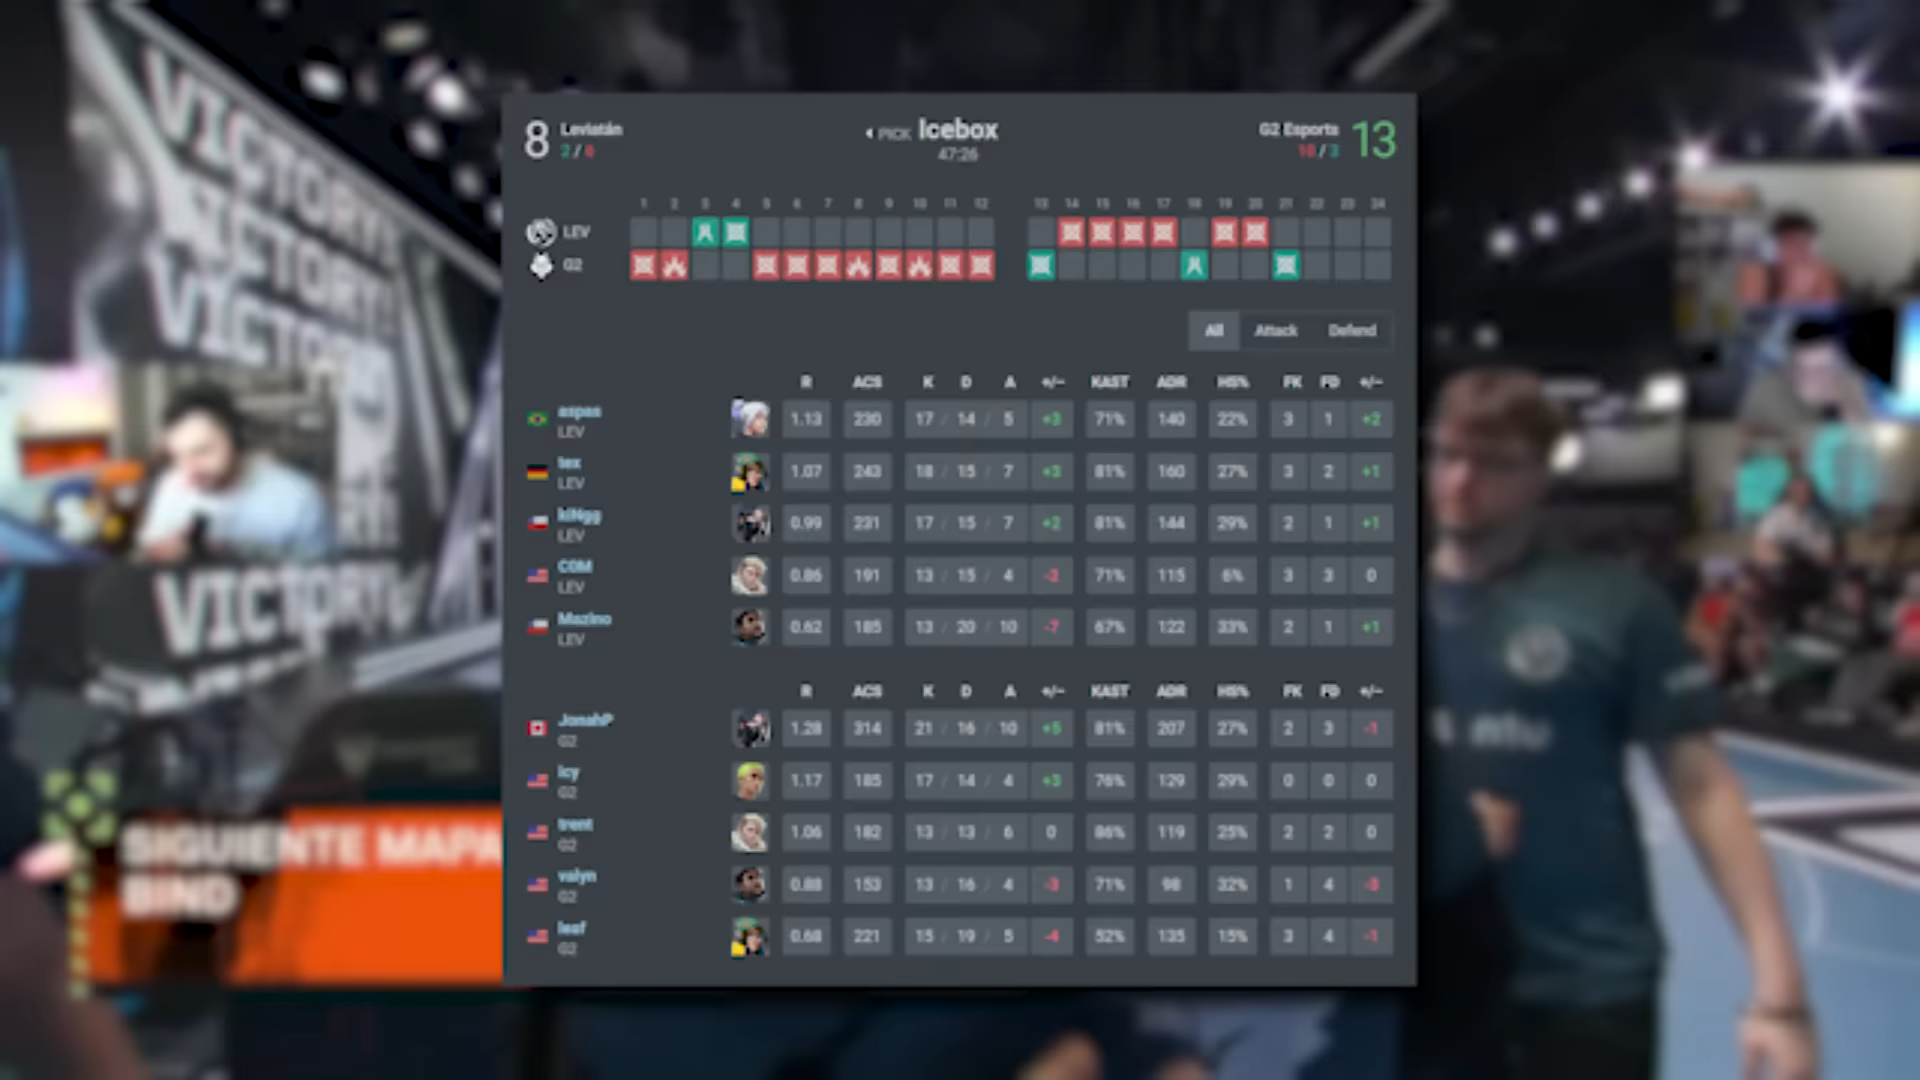 VICTORY!
VICTORY!
VICTORY!
VICTORY!
SIGUIENTE MAPA
BIND
8 Leviatán 2/6 PICK Icebox 47:26 G2 Esports 10/3 13
1 2 3 4 5 6 7 8 9 10 11 12 13 14 15 16 17 18 19 20 21 22 23 24
LEV
G2
All Attack Defend
R ACS K D A +/– KAST ADR HS% FK FD +/–
aspas LEV 1.13 230 17 / 14 / 5 +3 71% 140 22% 3 1 +2
tex LEV 1.07 243 18 / 15 / 7 +3 81% 160 27% 3 2 +1
kiNgg LEV 0.99 231 17 / 15 / 7 +2 81% 144 29% 2 1 +1
C0M LEV 0.86 191 13 / 15 / 4 -2 71% 115 6% 3 3 0
Mazino LEV 0.62 185 13 / 20 / 10 -7 67% 122 33% 2 1 +1
R ACS K D A +/– KAST ADR HS% FK FD +/–
JonahP G2 1.28 314 21 / 16 / 10 +5 81% 207 27% 2 3 -1
icy G2 1.17 185 17 / 14 / 4 +3 76% 129 29% 0 0 0
trent G2 1.06 182 13 / 13 / 6 0 86% 119 25% 2 2 0
valyn G2 0.88 153 13 / 16 / 4 -3 71% 98 32% 1 4 -3
leaf G2 0.68 221 15 / 19 / 5 -4 52% 135 15% 3 4 -1